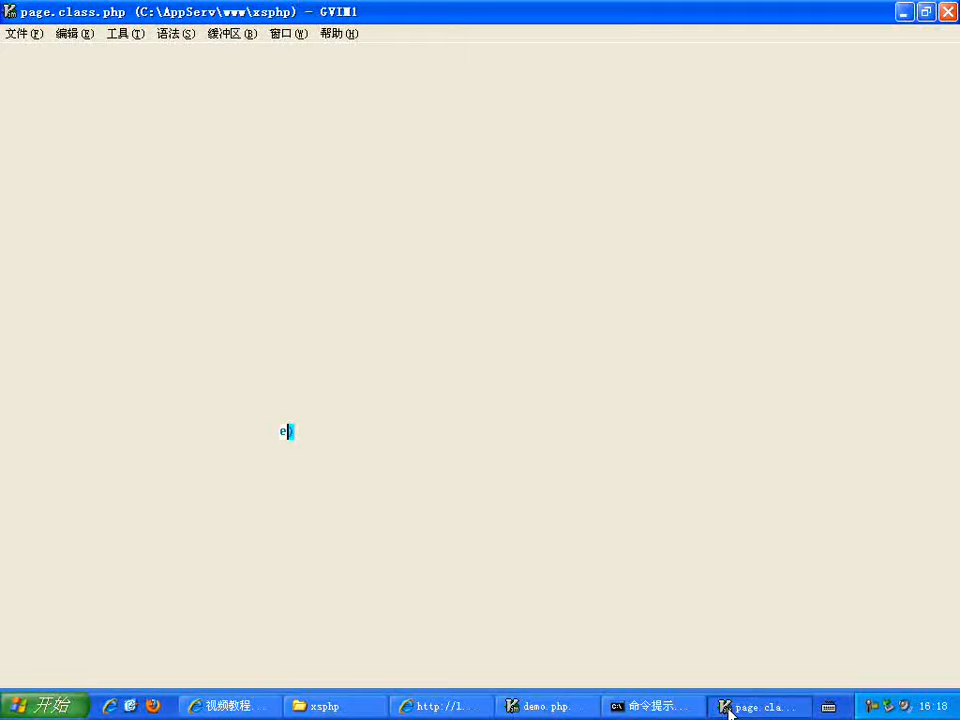 page.class.php (C:\AppServ\www\xsphp) - GVIM1
文件(F) 编辑(E) 工具(T) 语法(S) 缓冲区(B) 窗口(W) 帮助(H)
e)
开始 视频教程... xsphp http://l... demo.php... 命令提示... page.cla... 16:18